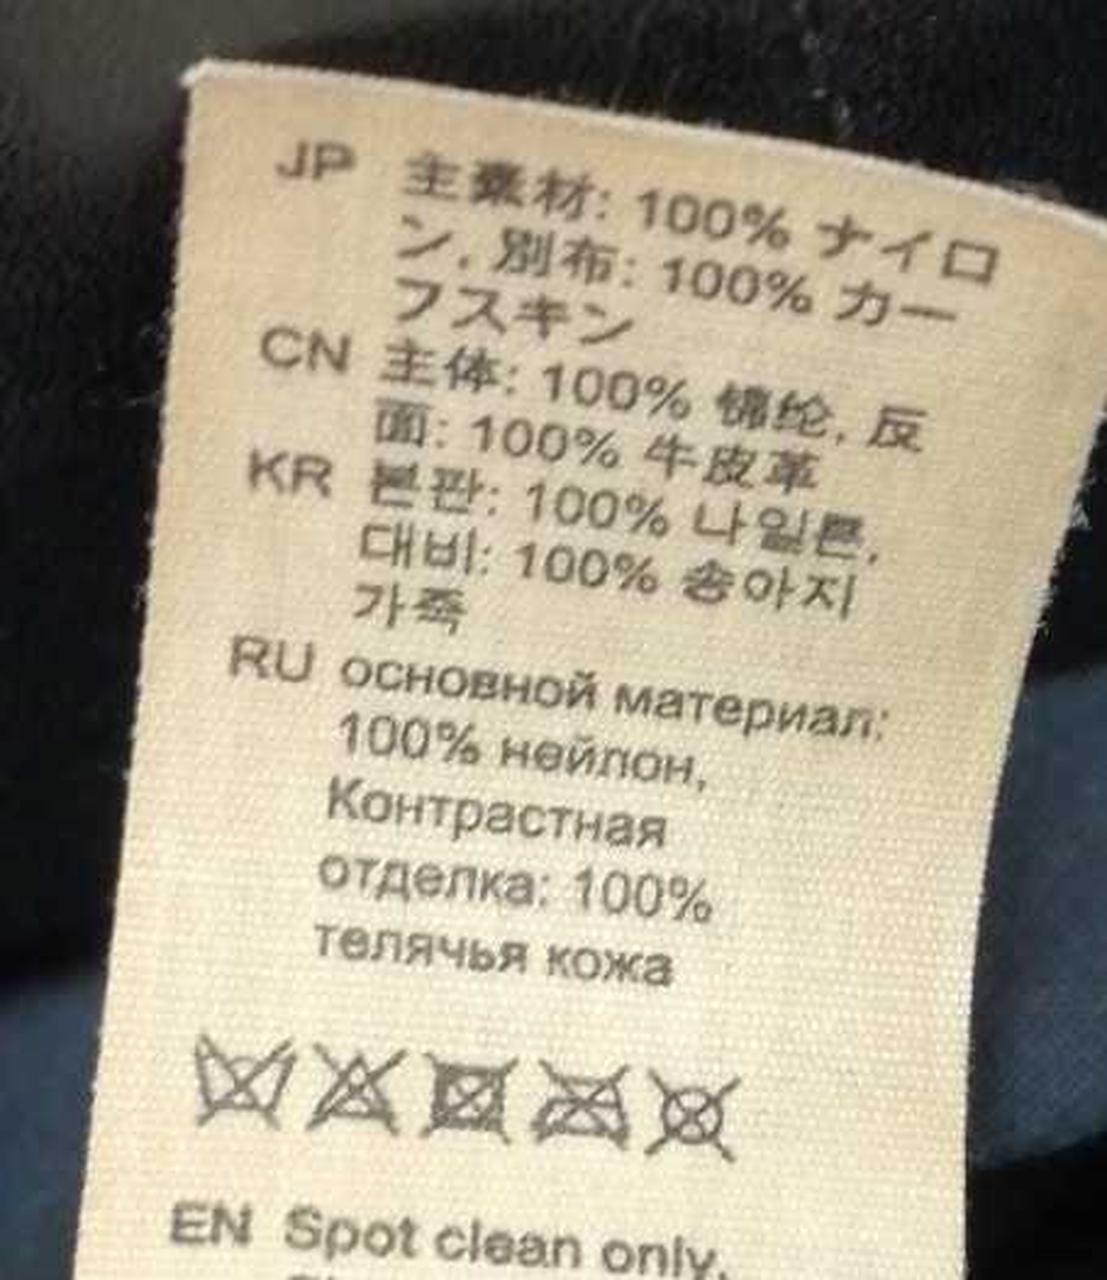 JP 主素材: 100% ナイロ
ン, 別布: 100% カー
フスキン
CN 主体: 100% 锦纶, 反
面: 100% 牛皮革
KR 본판: 100% 나일론,
대비: 100% 송아지
가죽
RU основной материал:
100% нейлон,
Контрастная
отделка: 100%
телячья кожа
EN Spot clean only.